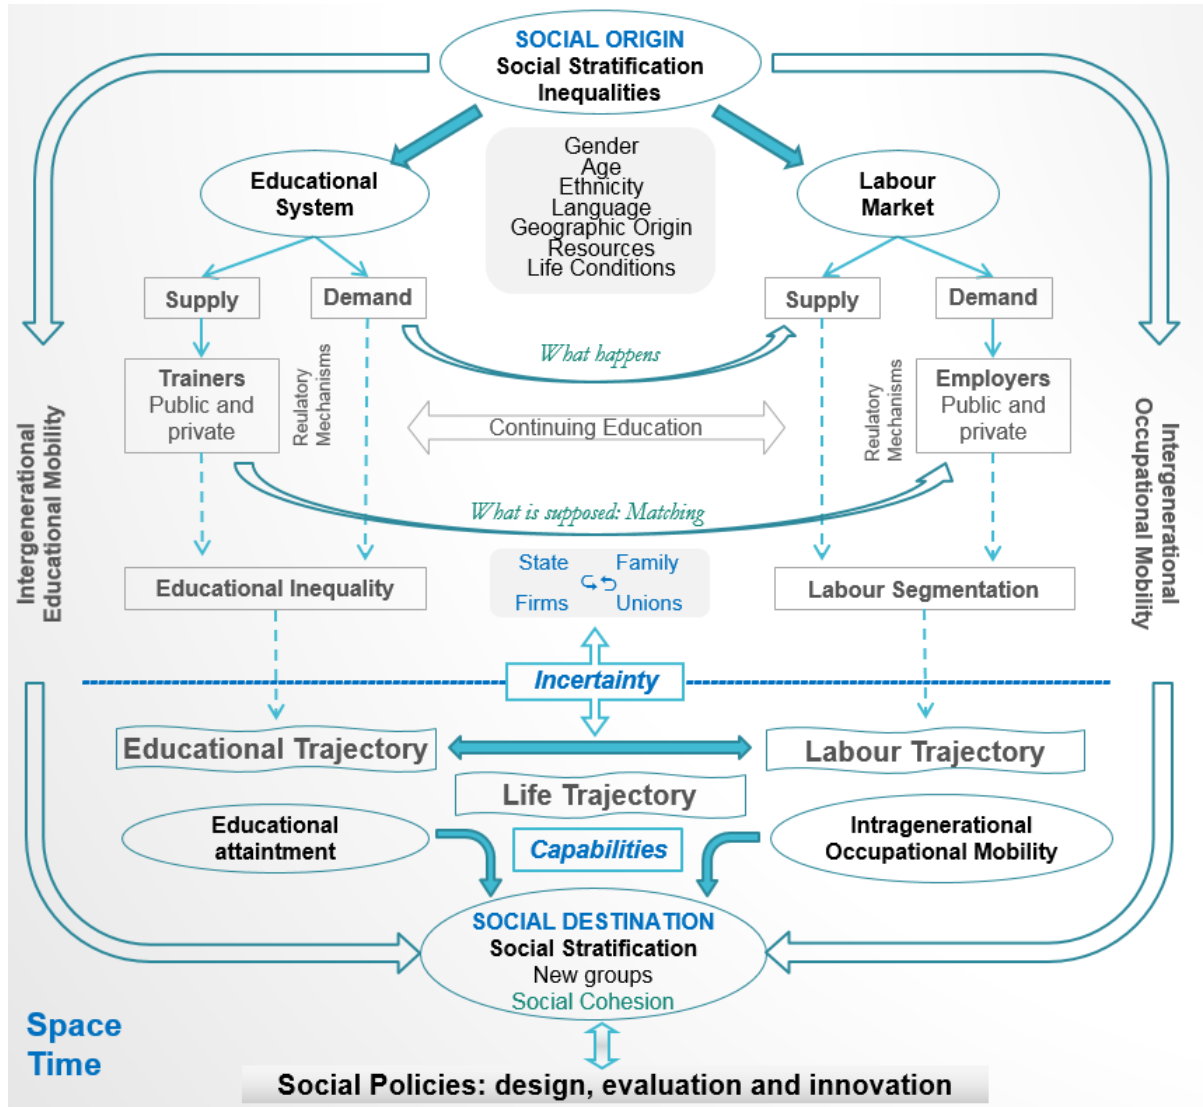 SOCIAL ORIGIN
Social Stratification
Inequalities
Gender
Age
Ethnicity
Language
Geographic Origin
Resources
Life Conditions
Educational
System
Labour
Market
Supply
Demand
Supply
Demand
What happens
Trainers
Public and
private
Reulatory
Mechanisms
Continuing Education
Reulatory
Mechanisms
Employers
Public and
private
Intergenerational
Educational Mobility
Intergenerational
Occupational Mobility
What is supposed: Matching
Educational Inequality
State
Family
Firms
Unions
Labour Segmentation
Incertainty
Educational Trajectory
Labour Trajectory
Life Trajectory
Educational
attaintment
Capabilities
Intragenerational
Occupational Mobility
SOCIAL DESTINATION
Social Stratification
New groups
Social Cohesion
Space
Time
Social Policies: design, evaluation and innovation